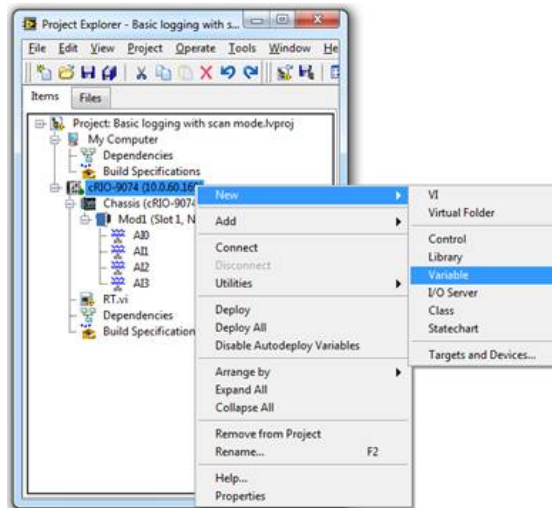 Project Explorer - Basic logging with s...
File Edit View Project Operate Tools Window He
Items Files
Project: Basic logging with scan mode.lvproj
My Computer
Dependencies
Build Specifications
cRIO-9074 (10.0.60.16
Chassis (cRIO-9074
Mod1 (Slot 1, N
AI0
AI1
AI2
AI3
RT.vi
Dependencies
Build Specification
New
Add
Connect
Disconnect
Utilities
Deploy
Deploy All
Disable Autodeploy Variables
Arrange by
Expand All
Collapse All
Remove from Project
Rename... F2
Help...
Properties
VI
Virtual Folder
Control
Library
Variable
I/O Server
Class
Statechart
Targets and Devices...